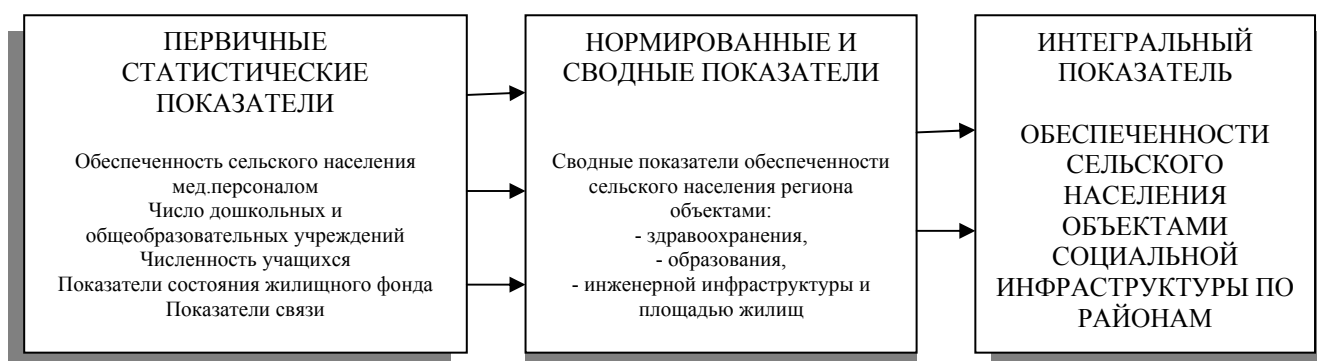 ПЕРВИЧНЫЕ
СТАТИСТИЧЕСКИЕ
ПОКАЗАТЕЛИ
Обеспеченность сельского населения
мед.персоналом
Число дошкольных и
общеобразовательных учреждений
Численность учащихся
Показатели состояния жилищного фонда
Показатели связи
НОРМИРОВАННЫЕ И
СВОДНЫЕ ПОКАЗАТЕЛИ
Сводные показатели обеспеченности
сельского населения региона
объектами:
- здравоохранения,
- образования,
- инженерной инфраструктуры и
площадью жилищ
ИНТЕГРАЛЬНЫЙ
ПОКАЗАТЕЛЬ
ОБЕСПЕЧЕННОСТИ
СЕЛЬСКОГО
НАСЕЛЕНИЯ
ОБЪЕКТАМИ
СОЦИАЛЬНОЙ
ИНФРАСТРУКТУРЫ ПО
РАЙОНАМ